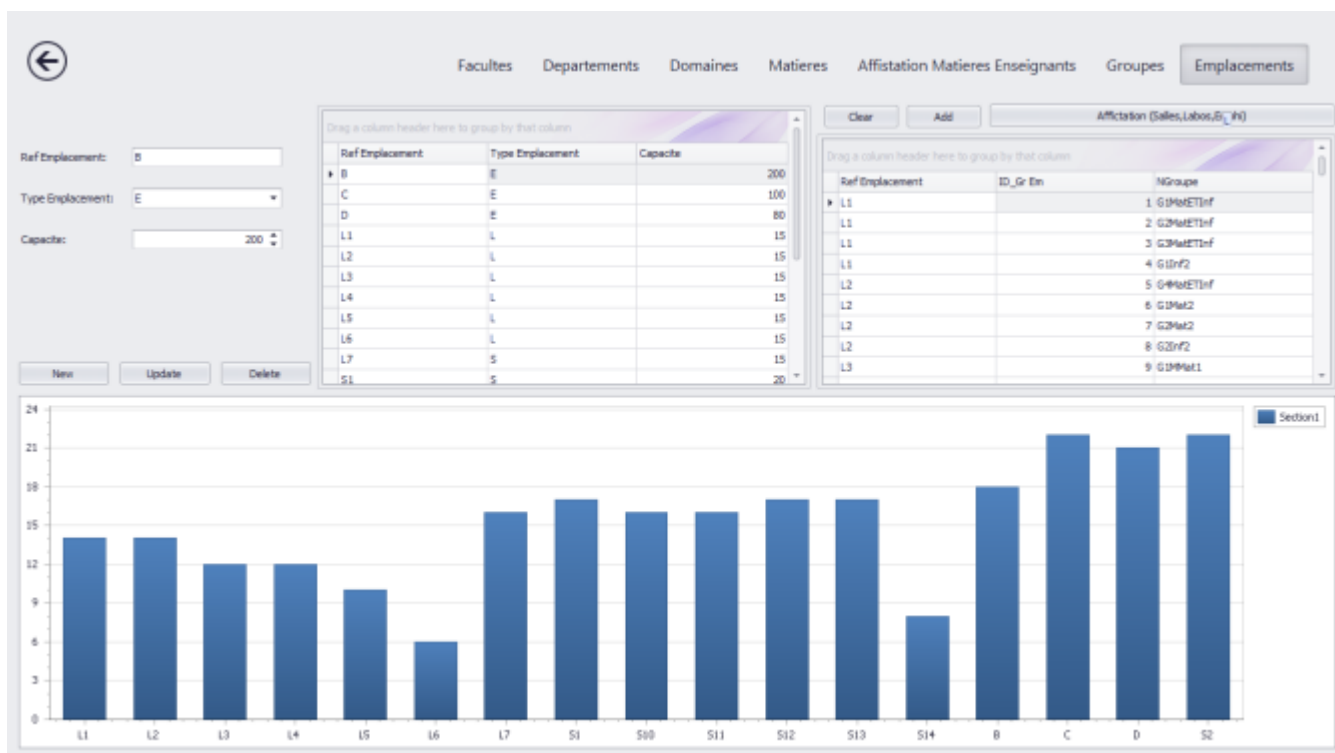 Facultes Departements Domaines Matieres Affistation Matieres Enseignants Groupes Emplacements
Clear Add Affictation (Salles,Labos,
Drag a column header here to group by that column
Ref Emplacement Type Emplacement Capacite
B E 200
C E 100
D E 80
L1 L 15
L2 L 15
L3 L 15
L4 L 15
L5 L 15
L6 L 15
L7 S 15
S1 S 20
Drag a column header here to group by that column
Ref Emplacement ID_Gr Em NGroupe
L1 1 G1MatETInf
L1 2 G2MatETInf
L1 3 G3MatETInf
L1 4 G1Inf2
L2 5 G4MatETInf
L2 6 G1Mat2
L2 7 G2Mat2
L2 8 G2Inf2
L3 9 G1MMat1
Ref Emplacement: B
Type Emplacement: E
Capacite: 200
New Update Delete
24
21
18
15
12
9
6
3
0
L1 L2 L3 L4 L5 L6 L7 S1 S10 S11 S12 S13 S14 B C D S2
Section1